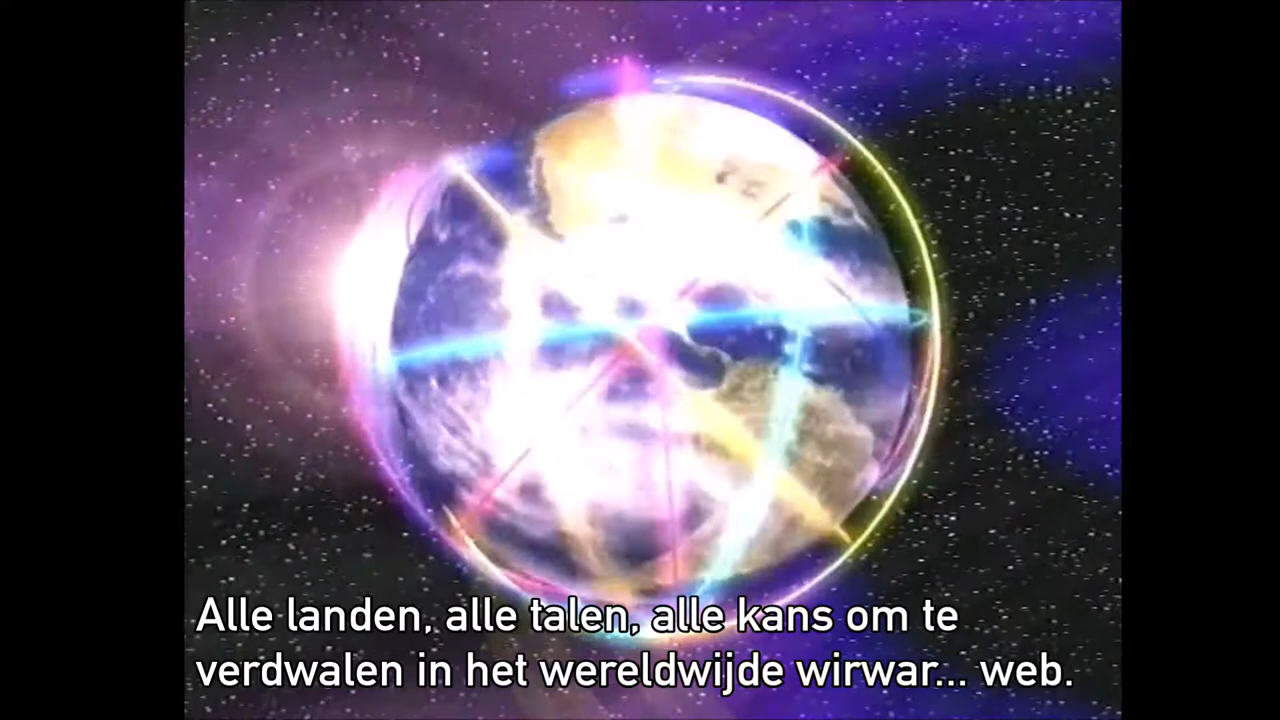 Alle landen, alle talen, alle kans om te
verdwalen in het wereldwijde wirwar... web.